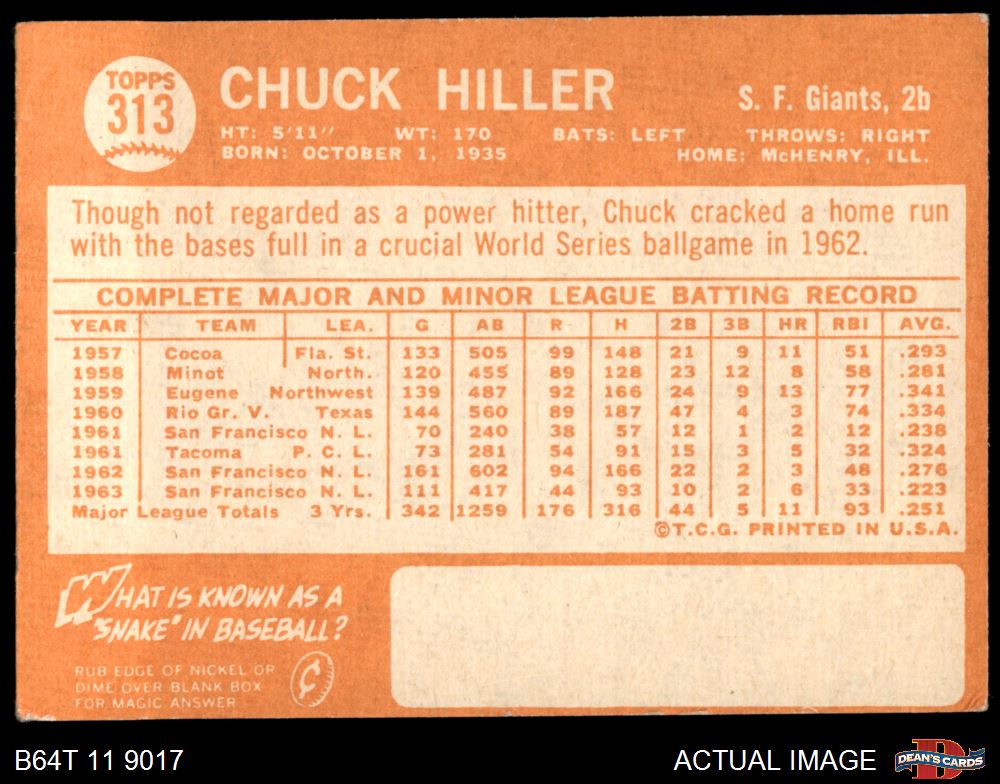 TOPPS
313
CHUCK HILLER
S. F. Giants, 2b
HT: 5'11" WT: 170 BATS: LEFT THROWS: RIGHT
BORN: OCTOBER 1, 1935 HOME: McHENRY, ILL.
Though not regarded as a power hitter, Chuck cracked a home run
with the bases full in a crucial World Series ballgame in 1962.
COMPLETE MAJOR AND MINOR LEAGUE BATTING RECORD
YEAR TEAM LEA. G AB R H 2B 3B HR RBI AVG.
1957 Cocoa Fla. St. 133 505 99 148 21 9 11 51 .293
1958 Minot North. 120 455 89 128 23 12 8 58 .281
1959 Eugene Northwest 139 487 92 166 24 9 13 77 .341
1960 Rio Gr. V. Texas 144 560 89 187 47 4 3 74 .334
1961 San Francisco N. L. 70 240 38 57 12 1 2 12 .238
1961 Tacoma P. C. L. 73 281 54 91 15 3 5 32 .324
1962 San Francisco N. L. 161 602 94 166 22 2 3 48 .276
1963 San Francisco N. L. 111 417 44 93 10 2 6 33 .223
Major League Totals 3 Yrs. 342 1259 176 316 44 5 11 93 .251
©T.C.G. PRINTED IN U.S.A.
WHAT IS KNOWN AS A
"SNAKE" IN BASEBALL?
RUB EDGE OF NICKEL OR
DIME OVER BLANK BOX
FOR MAGIC ANSWER
¢
B64T 11 9017
ACTUAL IMAGE
D
DEAN'S CARDS